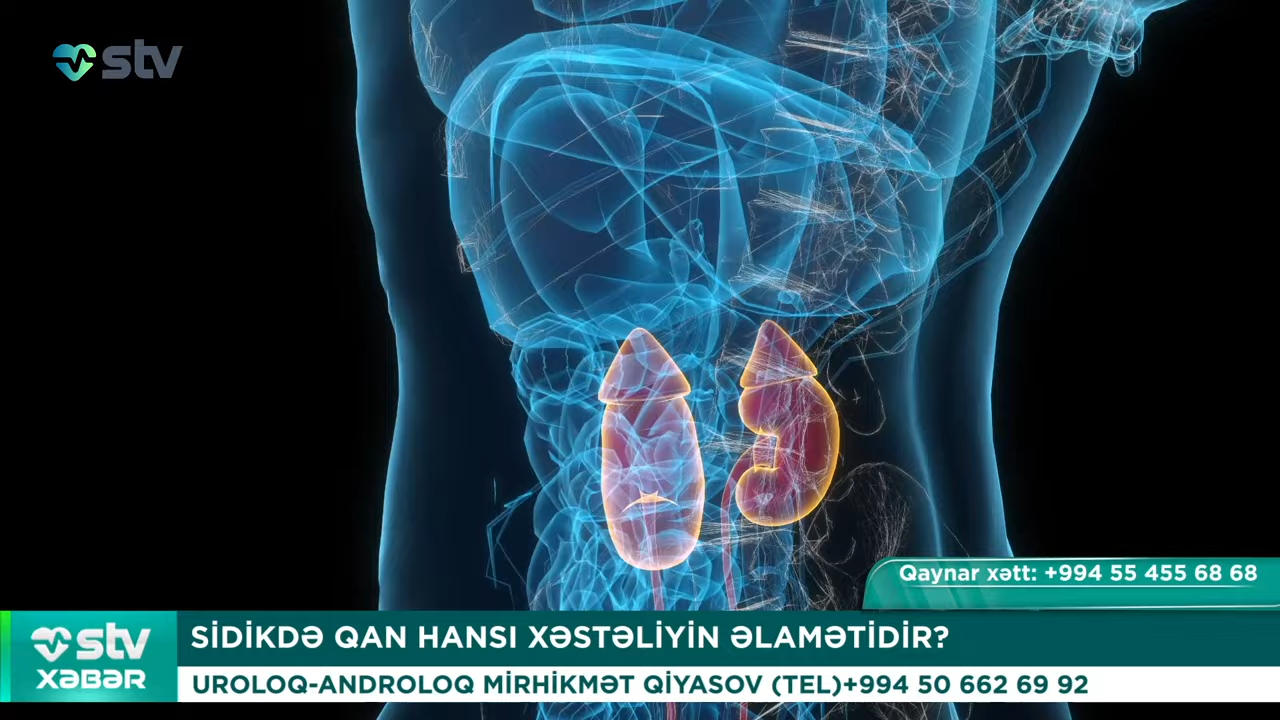 stv
Qaynar xətt: +994 55 455 68 68
stv
XƏBƏR
SİDİKDƏ QAN HANSI XƏSTƏLİYİN ƏLAMƏTİDİR?
UROLOQ-ANDROLOQ MİRHİKMƏT QİYASOV (TEL)+994 50 662 69 92